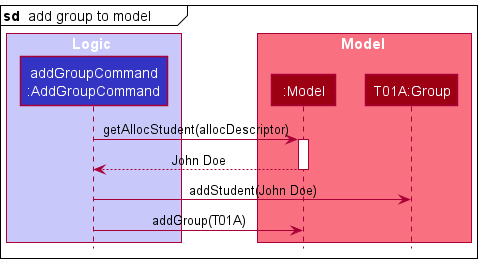 sd add group to model
Logic
Model
addGroupCommand
:AddGroupCommand
:Model
T01A:Group
getAllocStudent(allocDescriptor)
John Doe
addStudent(John Doe)
addGroup(T01A)